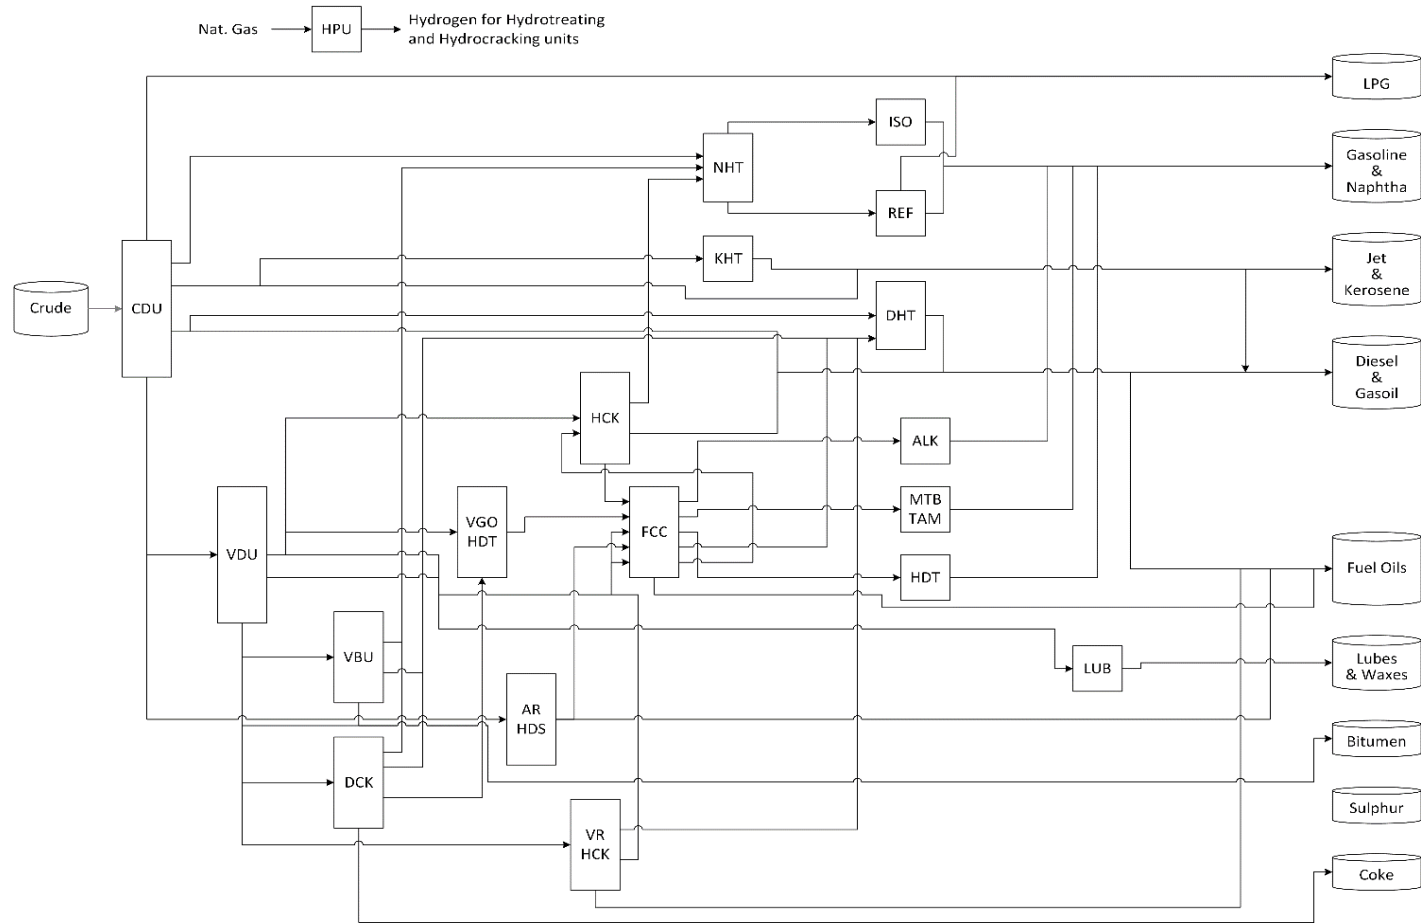 Nat. Gas
HPU
Hydrogen for Hydrotreating
and Hydrocracking units
LPG
ISO
Gasoline
&
Naphtha
NHT
REF
KHT
Jet
&
Kerosene
Crude
CDU
DHT
Diesel
&
Gasoil
HCK
ALK
VGO
HDT
FCC
MTB
TAM
VDU
HDT
Fuel Oils
VBU
LUB
Lubes
& Waxes
AR
HDS
Bitumen
DCK
Sulphur
VR
HCK
Coke